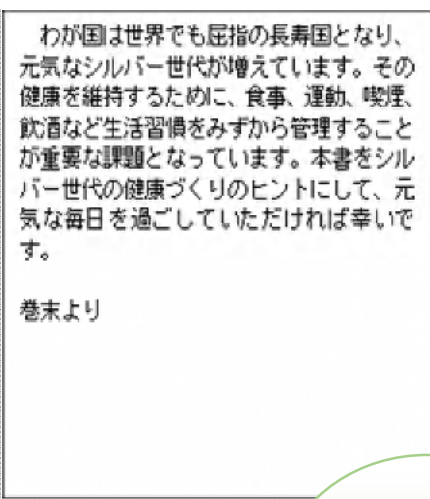 わが国は世界でも屈指の長寿国となり、
元気なシルバー世代が増えています。その
健康を維持するために、食事、運動、喫煙、
飲酒など生活習慣をみずから管理すること
が重要な課題となっています。本書をシル
バー世代の健康づくりのヒントにして、元
気な毎日を過ごしていただければ幸いで
す。
巻末より